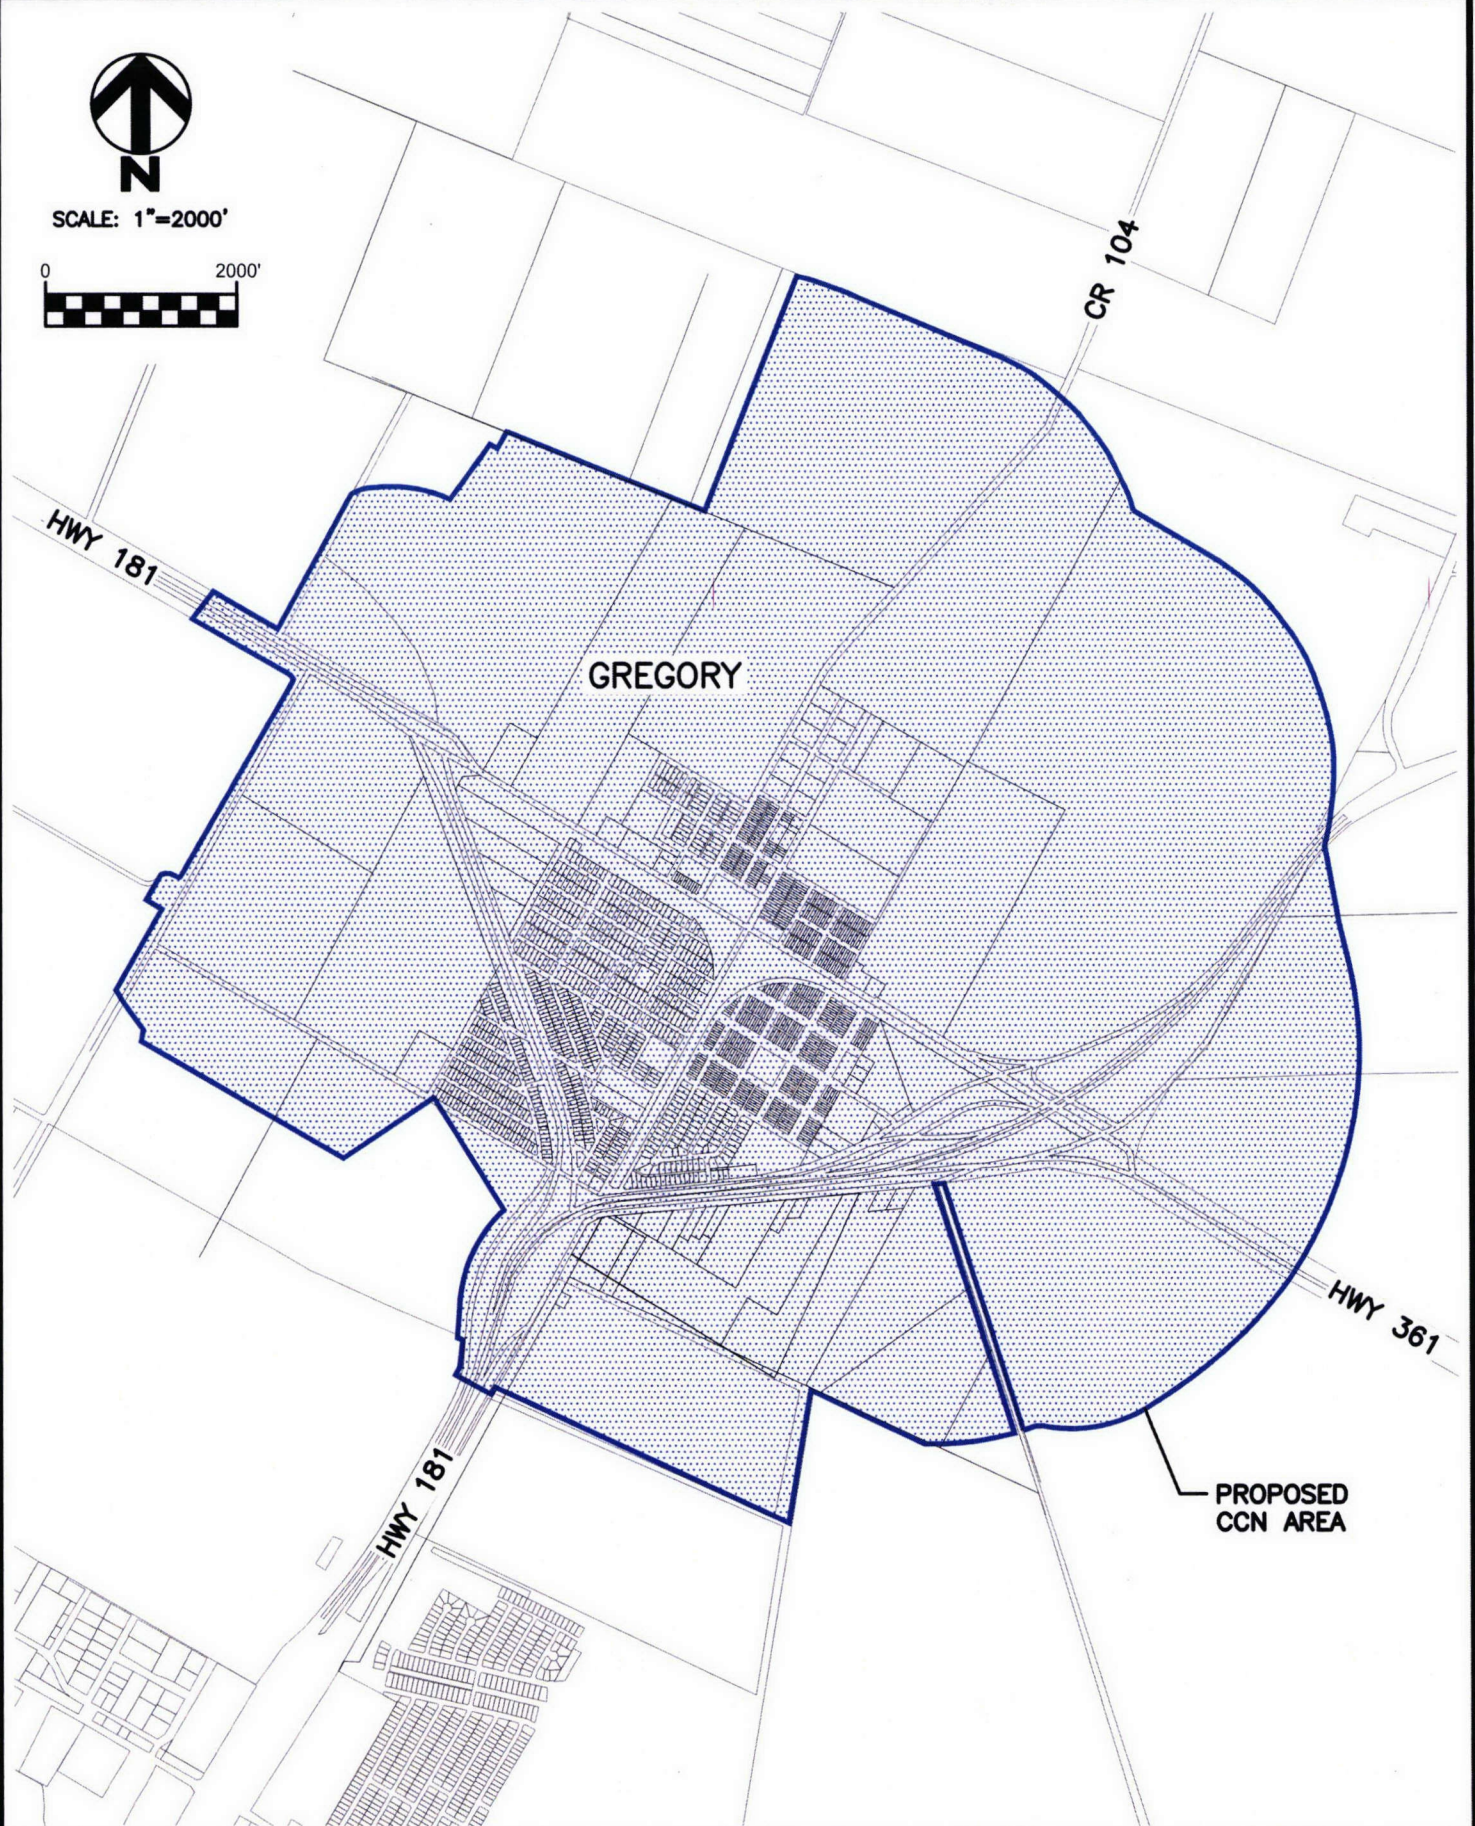 N
SCALE: 1"=2000'
0 2000'
CR 104
HWY 181
GREGORY
HWY 361
HWY 181
PROPOSED
CCN AREA